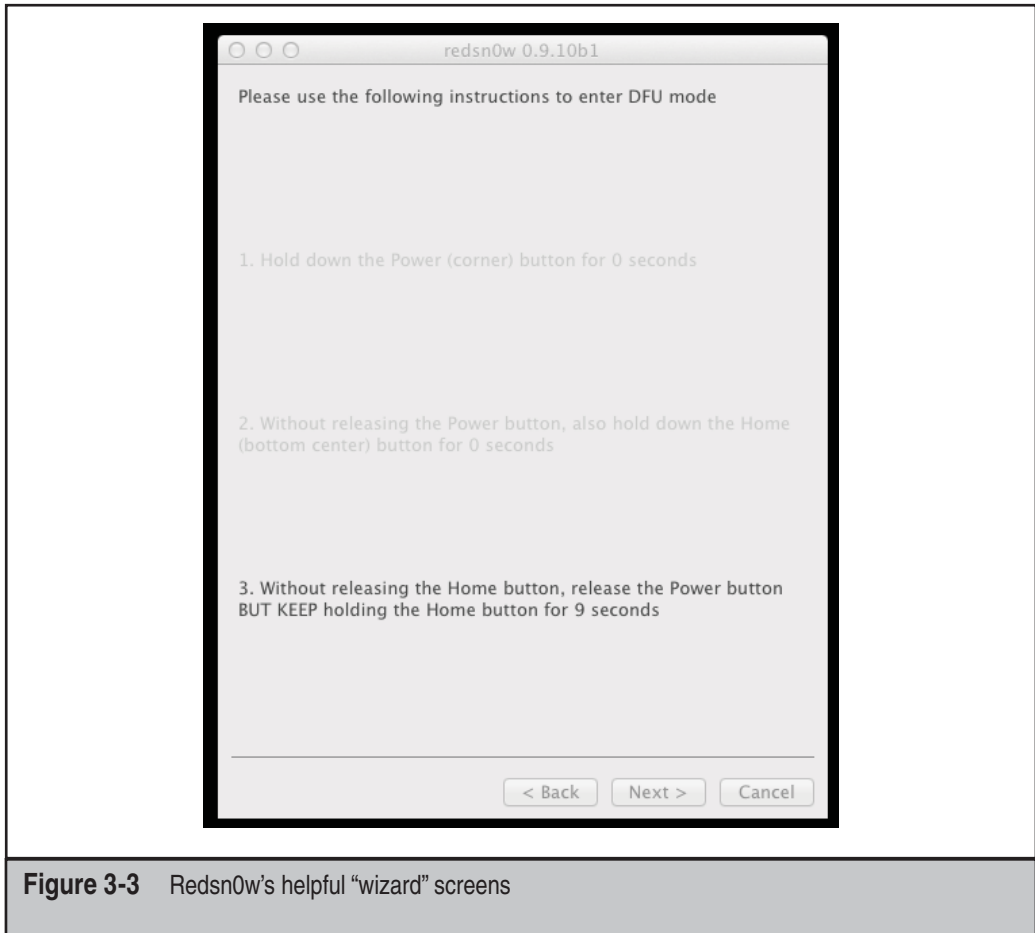 redsn0w 0.9.10b1
Please use the following instructions to enter DFU mode
1. Hold down the Power (corner) button for 0 seconds
2. Without releasing the Power button, also hold down the Home
(bottom center) button for 0 seconds
3. Without releasing the Home button, release the Power button
BUT KEEP holding the Home button for 9 seconds
< Back Next > Cancel
Figure 3-3 Redsn0w's helpful “wizard” screens